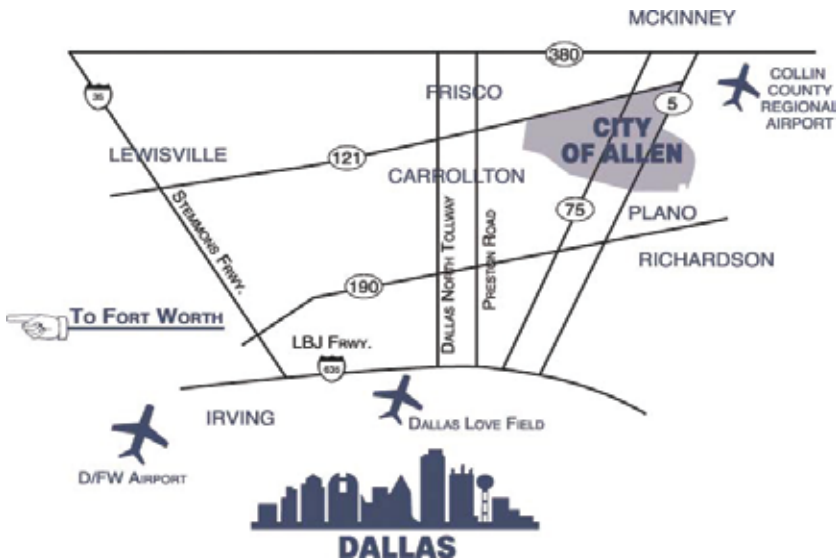 MCKINNEY
380
35
FRISCO
5
COLLIN
COUNTY
REGIONAL
AIRPORT
CITY
OF ALLEN
LEWISVILLE
121
CARROLLTON
STEMMONS FRWY.
DALLAS NORTH TOLLWAY
PRESTON ROAD
75
PLANO
RICHARDSON
190
TO FORT WORTH
LBJ FRWY.
635
IRVING
DALLAS LOVE FIELD
D/FW AIRPORT
DALLAS